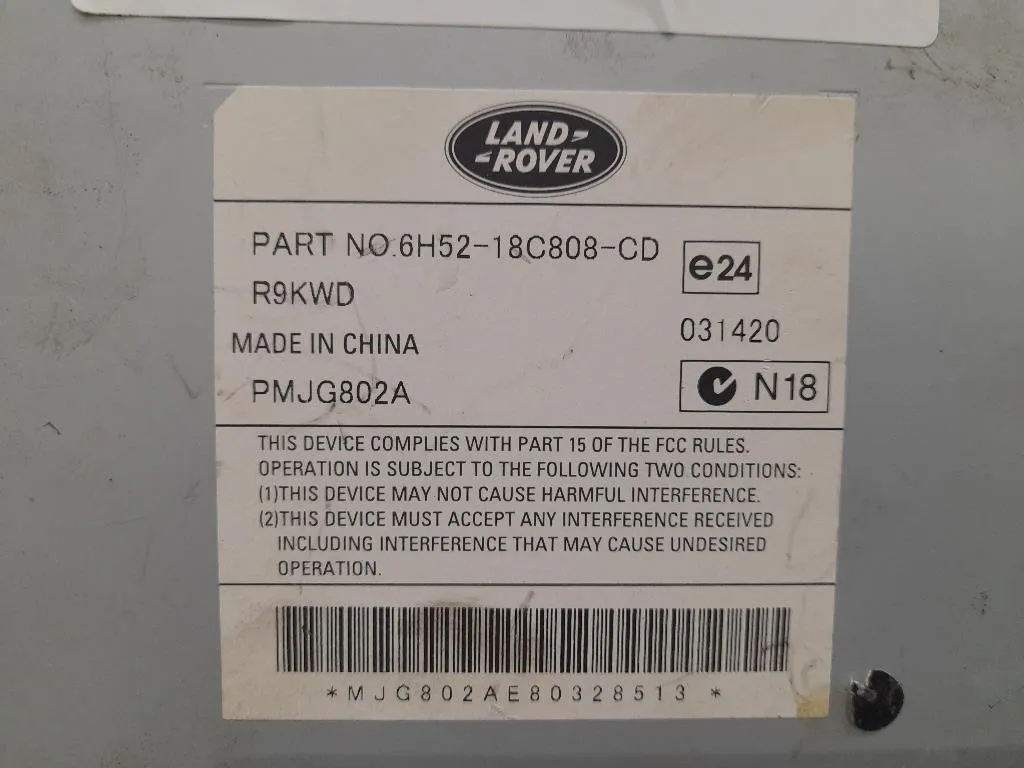 LAND-
-ROVER
PART NO.6H52-18C808-CD
e24
R9KWD
031420
MADE IN CHINA
N18
PMJG802A
THIS DEVICE COMPLIES WITH PART 15 OF THE FCC RULES.
OPERATION IS SUBJECT TO THE FOLLOWING TWO CONDITIONS:
(1)THIS DEVICE MAY NOT CAUSE HARMFUL INTERFERENCE.
(2)THIS DEVICE MUST ACCEPT ANY INTERFERENCE RECEIVED
INCLUDING INTERFERENCE THAT MAY CAUSE UNDESIRED
OPERATION.
*MJG802AE80328513*